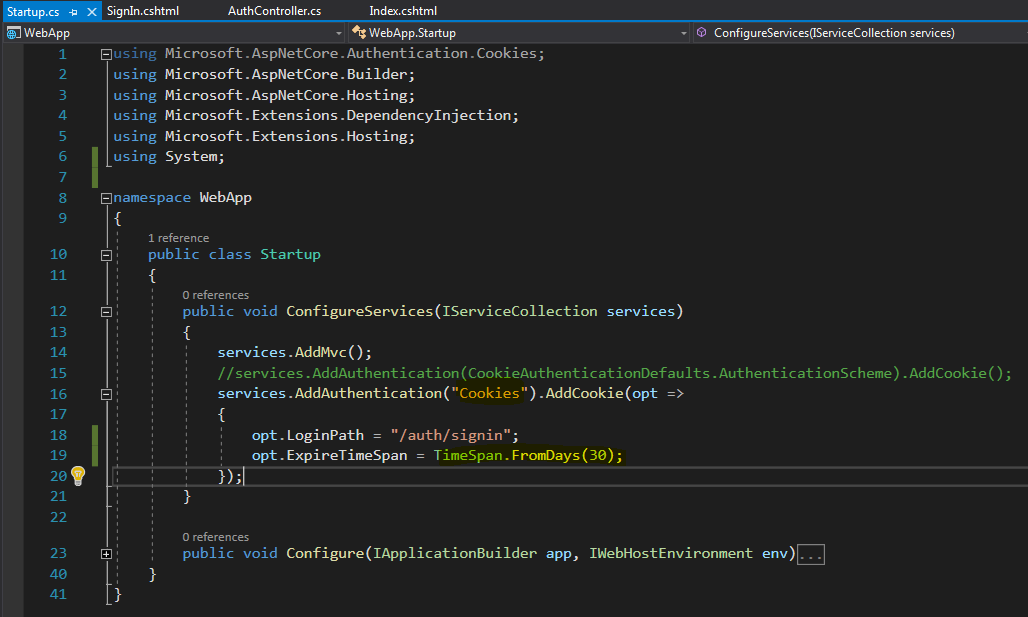 Startup.cs SignIn.cshtml AuthController.cs Index.cshtml
WebApp WebApp.Startup ConfigureServices(IServiceCollection services)
1 using Microsoft.AspNetCore.Authentication.Cookies;
2 using Microsoft.AspNetCore.Builder;
3 using Microsoft.AspNetCore.Hosting;
4 using Microsoft.Extensions.DependencyInjection;
5 using Microsoft.Extensions.Hosting;
6 using System;
7
8 namespace WebApp
9 {
1 reference
10 public class Startup
11 {
0 references
12 public void ConfigureServices(IServiceCollection services)
13 {
14 services.AddMvc();
15 //services.AddAuthentication(CookieAuthenticationDefaults.AuthenticationScheme).AddCookie();
16 services.AddAuthentication("Cookies").AddCookie(opt =>
17 {
18 opt.LoginPath = "/auth/signin";
19 opt.ExpireTimeSpan = TimeSpan.FromDays(30);
20 });
21 }
22
0 references
23 public void Configure(IApplicationBuilder app, IWebHostEnvironment env)...
40 }
41 }